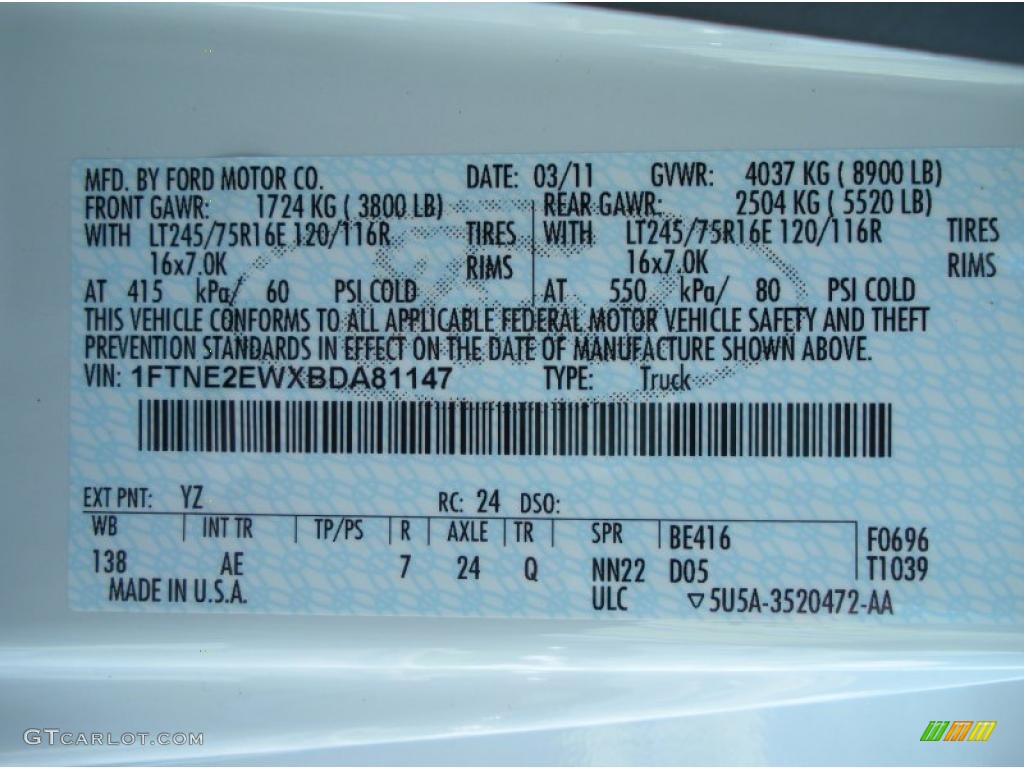 MFD. BY FORD MOTOR CO. DATE: 03/11 GVWR: 4037 KG ( 8900 LB)
FRONT GAWR: 1724 KG ( 3800 LB) REAR GAWR: 2504 KG ( 5520 LB)
WITH LT245/75R16E 120/116R TIRES WITH LT245/75R16E 120/116R TIRES
16x7.0K RIMS 16x7.0K RIMS
AT 415 kPa/ 60 PSI COLD AT 550 kPa/ 80 PSI COLD
THIS VEHICLE CONFORMS TO ALL APPLICABLE FEDERAL MOTOR VEHICLE SAFETY AND THEFT
PREVENTION STANDARDS IN EFFECT ON THE DATE OF MANUFACTURE SHOWN ABOVE.
VIN: 1FTNE2EWXBDA81147 TYPE: Truck
EXT PNT: YZ RC: 24 DSO:
WB INT TR TP/PS R AXLE TR SPR BE416 F0696
138 AE 7 24 Q NN22 D05 T1039
MADE IN U.S.A. ULC ▽5U5A-3520472-AA
GTCARLOT.COM